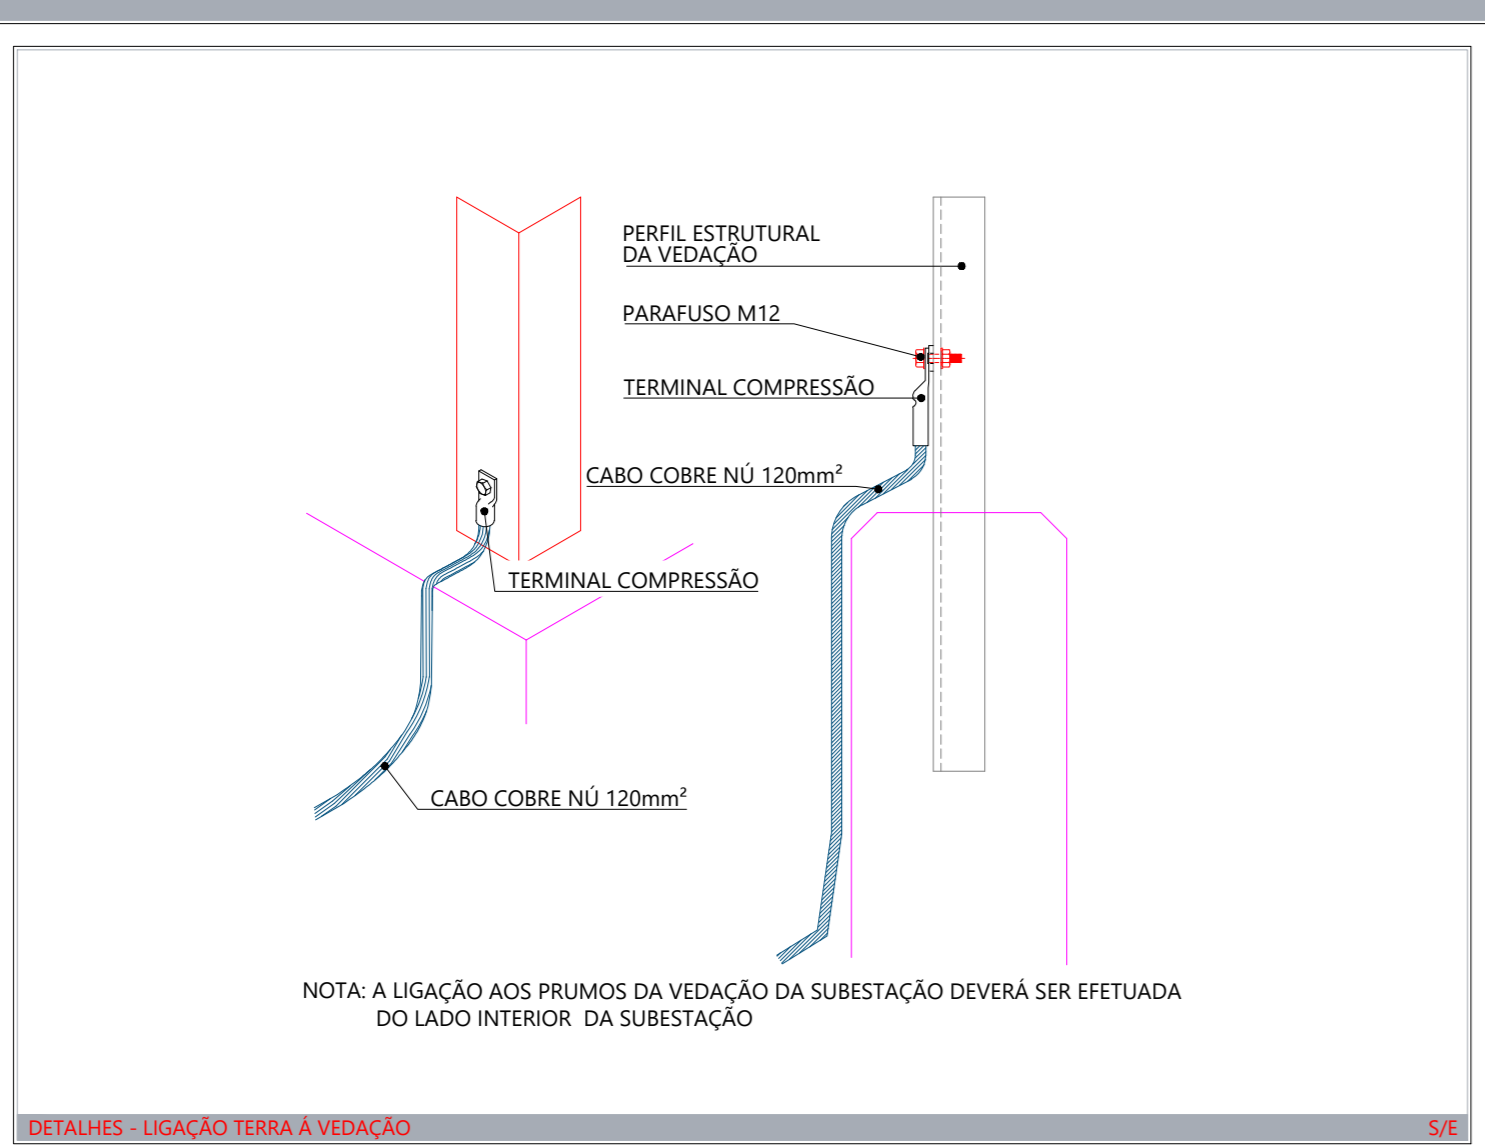 PERFIL ESTRUTURAL
DA VEDAÇÃO
PARAFUSO M12
TERMINAL COMPRESSÃO
CABO COBRE NÚ 120mm²
TERMINAL COMPRESSÃO
CABO COBRE NÚ 120mm²
NOTA: A LIGAÇÃO AOS PRUMOS DA VEDAÇÃO DA SUBESTAÇÃO DEVERÁ SER EFETUADA
DO LADO INTERIOR DA SUBESTAÇÃO
DETALHES - LIGAÇÃO TERRA Á VEDAÇÃO
S/E